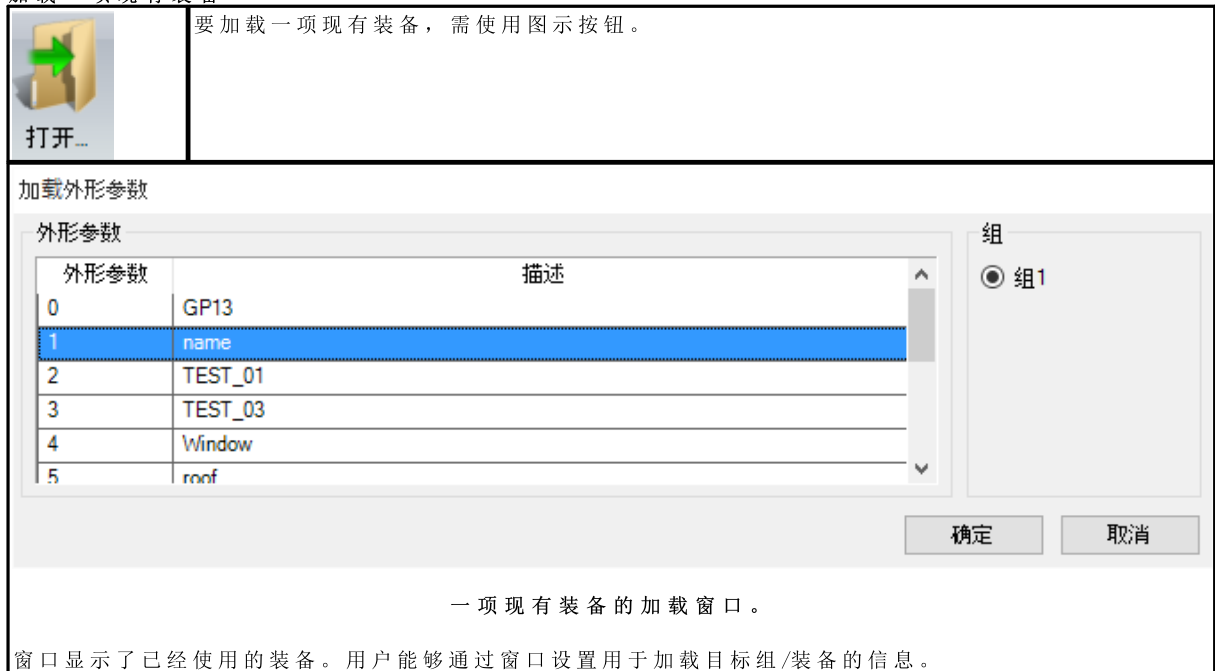 要加载一项现有装备，需使用图示按钮。
打开...
加载外形参数
外形参数
组
外形参数 描述
组1
0 GP13
1 name
2 TEST_01
3 TEST_03
4 Window
5 roof
确定 取消
一项现有装备的加载窗口。
窗口显示了已经使用的装备。用户能够通过窗口设置用于加载目标组/装备的信息。